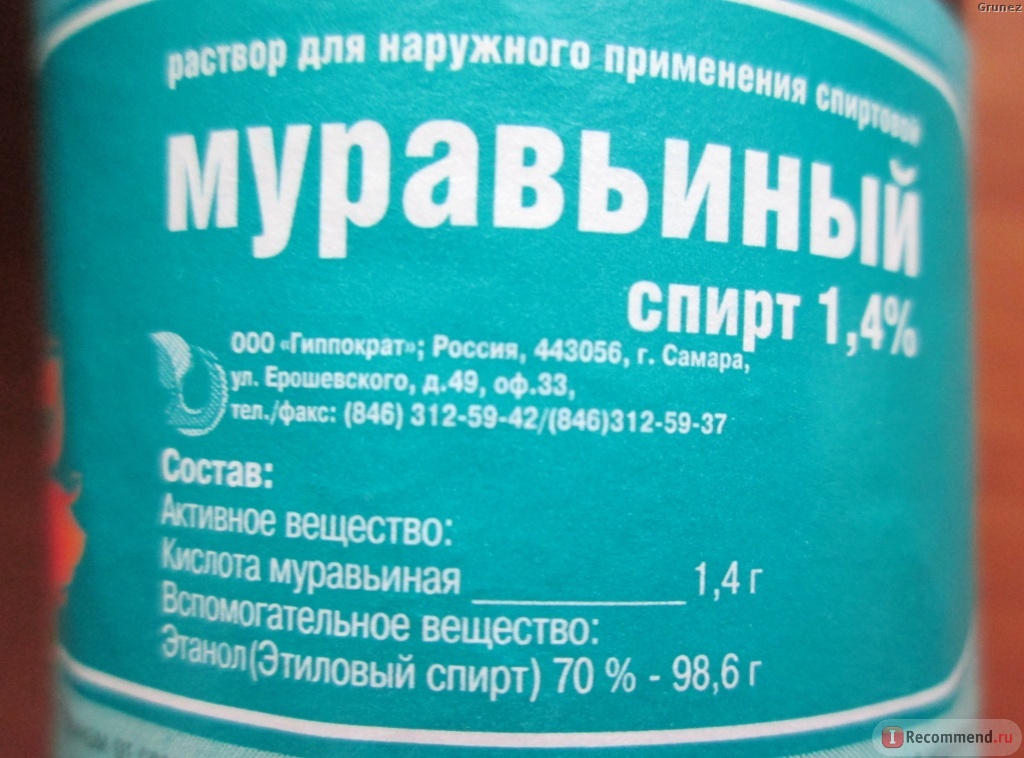 Grunez
раствор для наружного применения спиртовой
муравьиный
спирт 1,4%
ООО «Гиппократ»; Россия, 443056, г. Самара,
ул. Ерошевского, д.49, оф.33,
тел./факс: (846) 312-59-42/(846)312-59-37
Состав:
Активное вещество:
Кислота муравьиная ____________ 1,4 г
Вспомогательное вещество:
Этанол(Этиловый спирт) 70 % - 98,6 г
IRecommend.ru